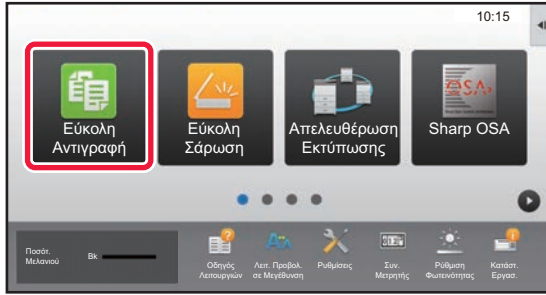 10:15
Εύκολη
Αντιγραφή
Εύκολη
Σάρωση
Απελευθέρωση
Εκτύπωσης
OSA
Sharp OSA
Ποσότ.
Μελανιού
Bk
Οδηγός
Λειτουργιών
Λειτ. Προβολ.
σε Μεγέθυνση
Ρυθμίσεις
Συν.
Μετρητής
Ρύθμιση
Φωτεινότητας
Κατάστ.
Εργασ.